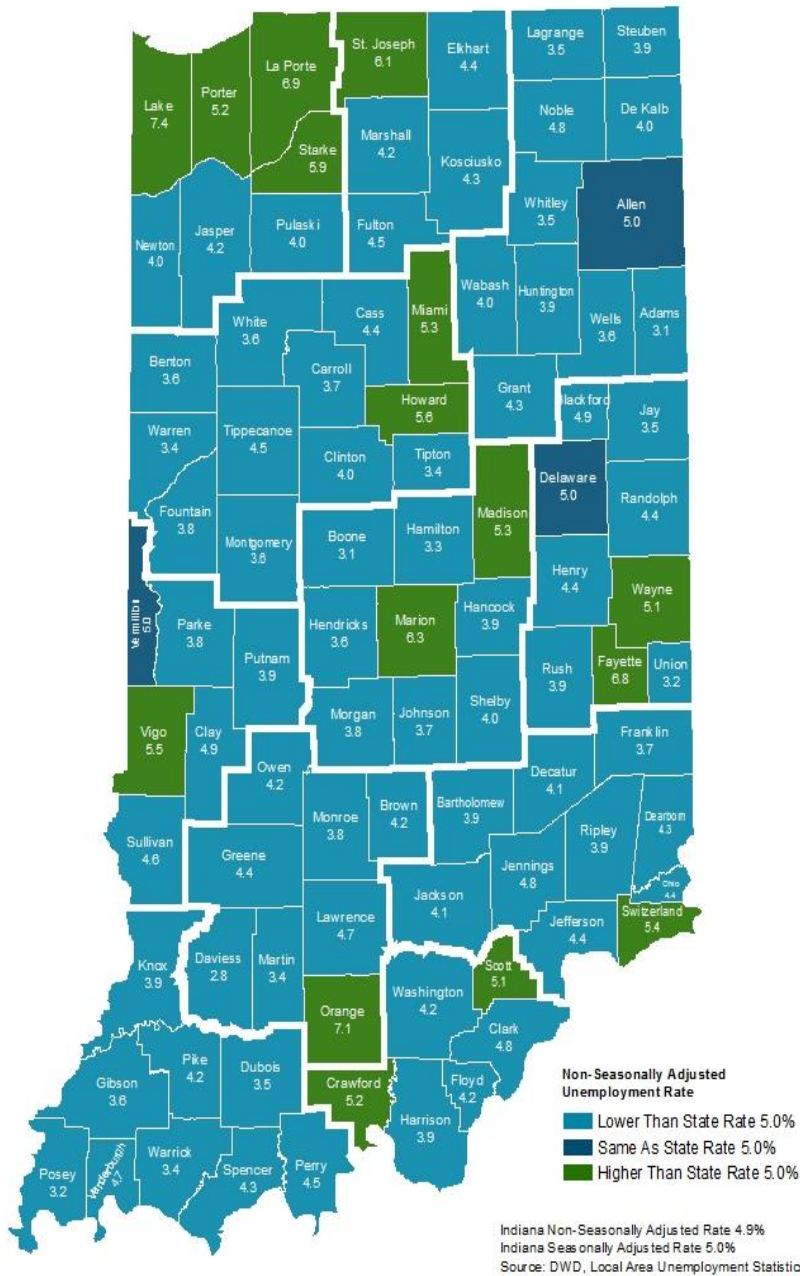 Lagrange
3.5
Steuben
3.9
St. Joseph
6.1
Elkhart
4.4
La Porte
6.9
Porter
5.2
Lake
7.4
Noble
4.8
De Kalb
4.0
Marshall
4.2
Starke
5.9
Kosciusko
4.3
Whitley
3.5
Allen
5.0
Newton
4.0
Jasper
4.2
Pulaski
4.0
Fulton
4.5
Wabash
4.0
Huntington
3.9
Miami
5.3
White
3.6
Cass
4.4
Wells
3.6
Adams
3.1
Benton
3.6
Carroll
3.7
Grant
4.3
Howard
5.6
Blackford
4.9
Jay
3.5
Warren
3.4
Tippecanoe
4.5
Clinton
4.0
Tipton
3.4
Delaware
5.0
Randolph
4.4
Fountain
3.8
Madison
5.3
Montgomery
3.6
Boone
3.1
Hamilton
3.3
Henry
4.4
Wayne
5.1
Vermillion
5.0
Parke
3.8
Hendricks
3.6
Marion
6.3
Hancock
3.9
Putnam
3.9
Rush
3.9
Fayette
6.8
Union
3.2
Vigo
5.5
Clay
4.9
Morgan
3.8
Johnson
3.7
Shelby
4.0
Franklin
3.7
Owen
4.2
Decatur
4.1
Monroe
3.8
Brown
4.2
Bartholomew
3.9
Dearborn
4.3
Ripley
3.9
Sullivan
4.6
Greene
4.4
Jennings
4.8
Ohio
4.4
Jackson
4.1
Lawrence
4.7
Jefferson
4.4
Switzerland
5.4
Knox
3.9
Daviess
2.8
Martin
3.4
Scott
5.1
Washington
4.2
Orange
7.1
Clark
4.8
Pike
4.2
Dubois
3.5
Gibson
3.6
Crawford
5.2
Floyd
4.2
Harrison
3.9
Posey
3.2
Vanderburgh
4.7
Warrick
3.4
Spencer
4.3
Perry
4.5
Non-Seasonally Adjusted
Unemployment Rate
Lower Than State Rate 5.0%
Same As State Rate 5.0%
Higher Than State Rate 5.0%
Indiana Non-Seasonally Adjusted Rate 4.9%
Indiana Seasonally Adjusted Rate 5.0%
Source: DWD, Local Area Unemployment Statistic